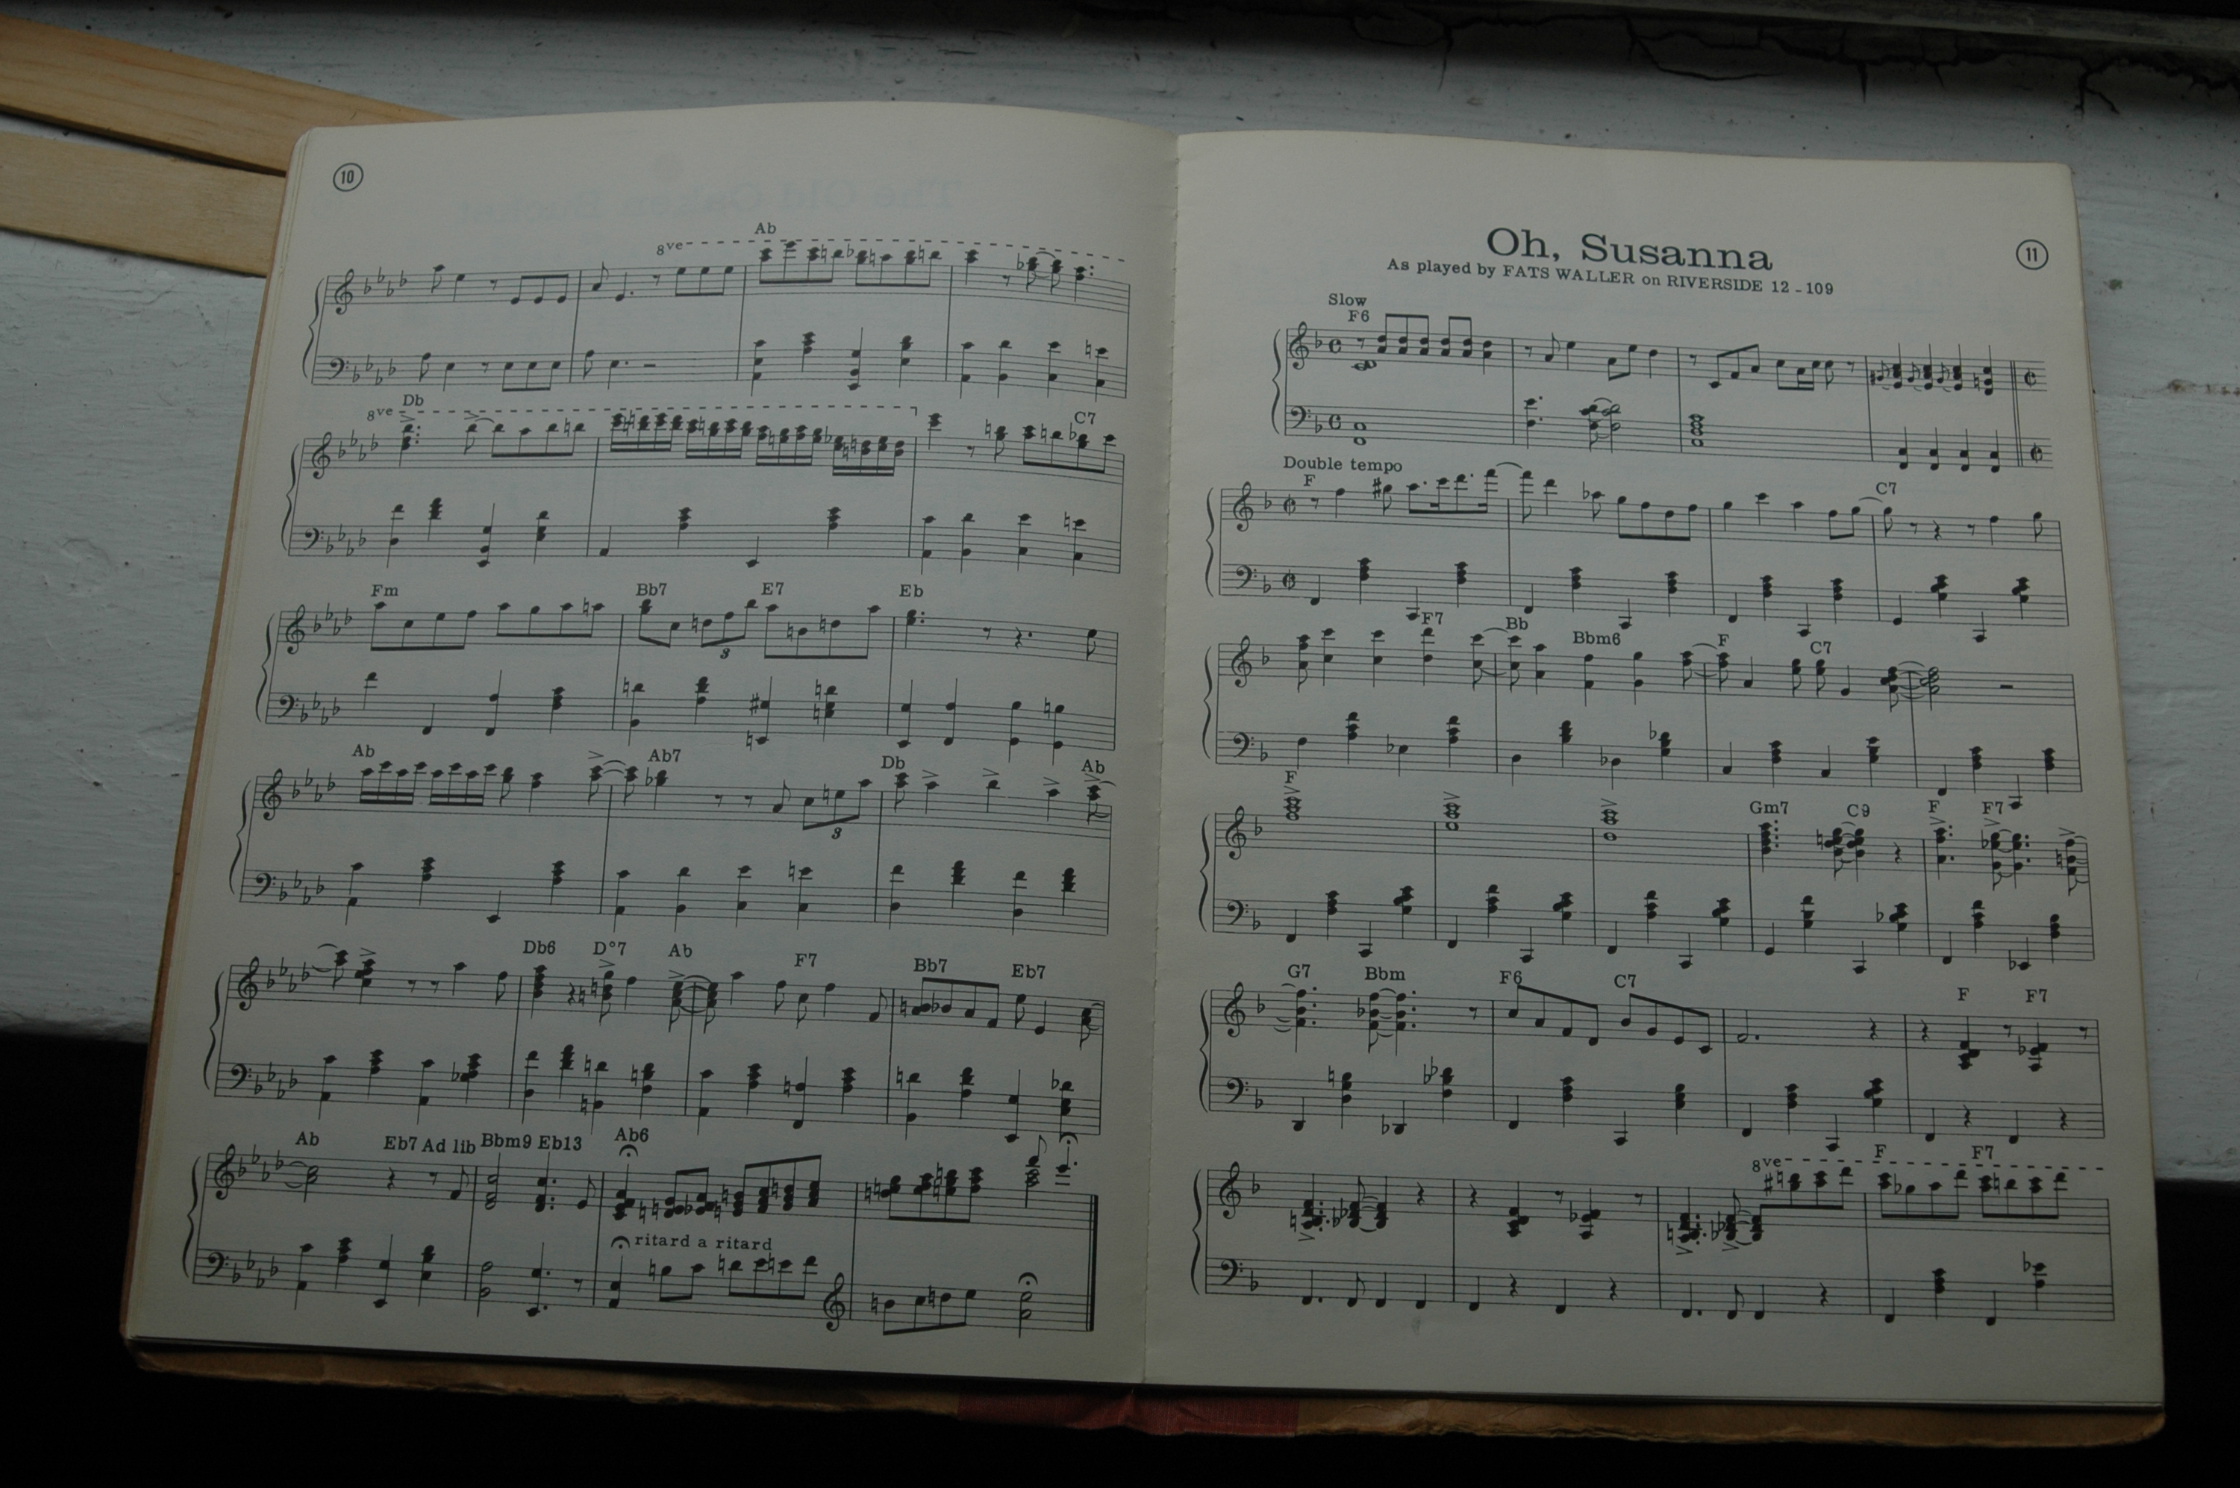 10
8ve
Ab
8ve
Db
C7
Fm
Bb7
E7
Eb
3
Ab
Ab7
Db
Ab
3
Db6
D°7
Ab
F7
Bb7
Eb7
Ab
Eb7
Ad lib
Bbm9
Eb13
Ab6
ritard a ritard
11
Oh, Susanna
As played by FATS WALLER on RIVERSIDE 12-109
Slow
F6
Double tempo
F
C7
F7
Bb
Bbm6
F
C7
F
Gm7
C9
F
F7
G7
Bbm
F6
C7
F
F7
8ve
F
F7